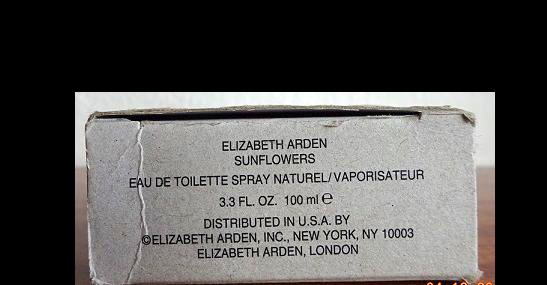 ELIZABETH ARDEN
SUNFLOWERS
EAU DE TOILETTE SPRAY NATUREL/VAPORISATEUR
3.3 FL. OZ. 100 ml ℮
DISTRIBUTED IN U.S.A. BY
©ELIZABETH ARDEN, INC., NEW YORK, NY 10003
ELIZABETH ARDEN, LONDON